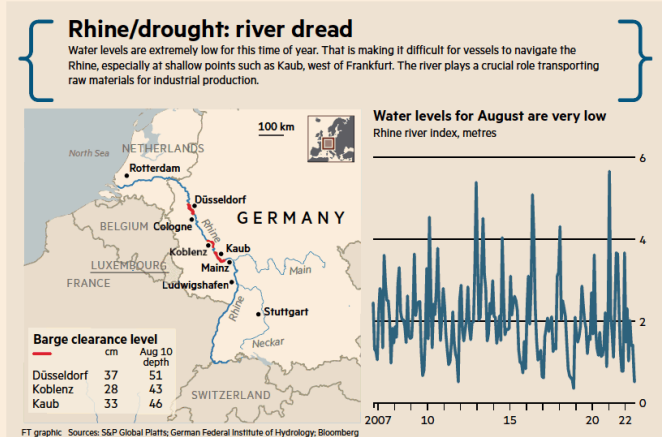 Rhine/drought: river dread
Water levels are extremely low for this time of year. That is making it difficult for vessels to navigate the
Rhine, especially at shallow points such as Kaub, west of Frankfurt. The river plays a crucial role transporting
raw materials for industrial production.
North Sea
NETHERLANDS
Rotterdam
100 km
Düsseldorf
GERMANY
BELGIUM
Cologne
Rhine
Koblenz
Kaub
LUXEMBOURG
Mainz
Main
FRANCE
Ludwigshafen
Rhine
Stuttgart
Neckar
SWITZERLAND
Barge clearance level
cm Aug 10
depth
Düsseldorf 37 51
Koblenz 28 43
Kaub 33 46
Water levels for August are very low
Rhine river index, metres
6
4
2
0
2007 10 15 20 22
FT graphic Sources: S&P Global Platts; German Federal Institute of Hydrology; Bloomberg